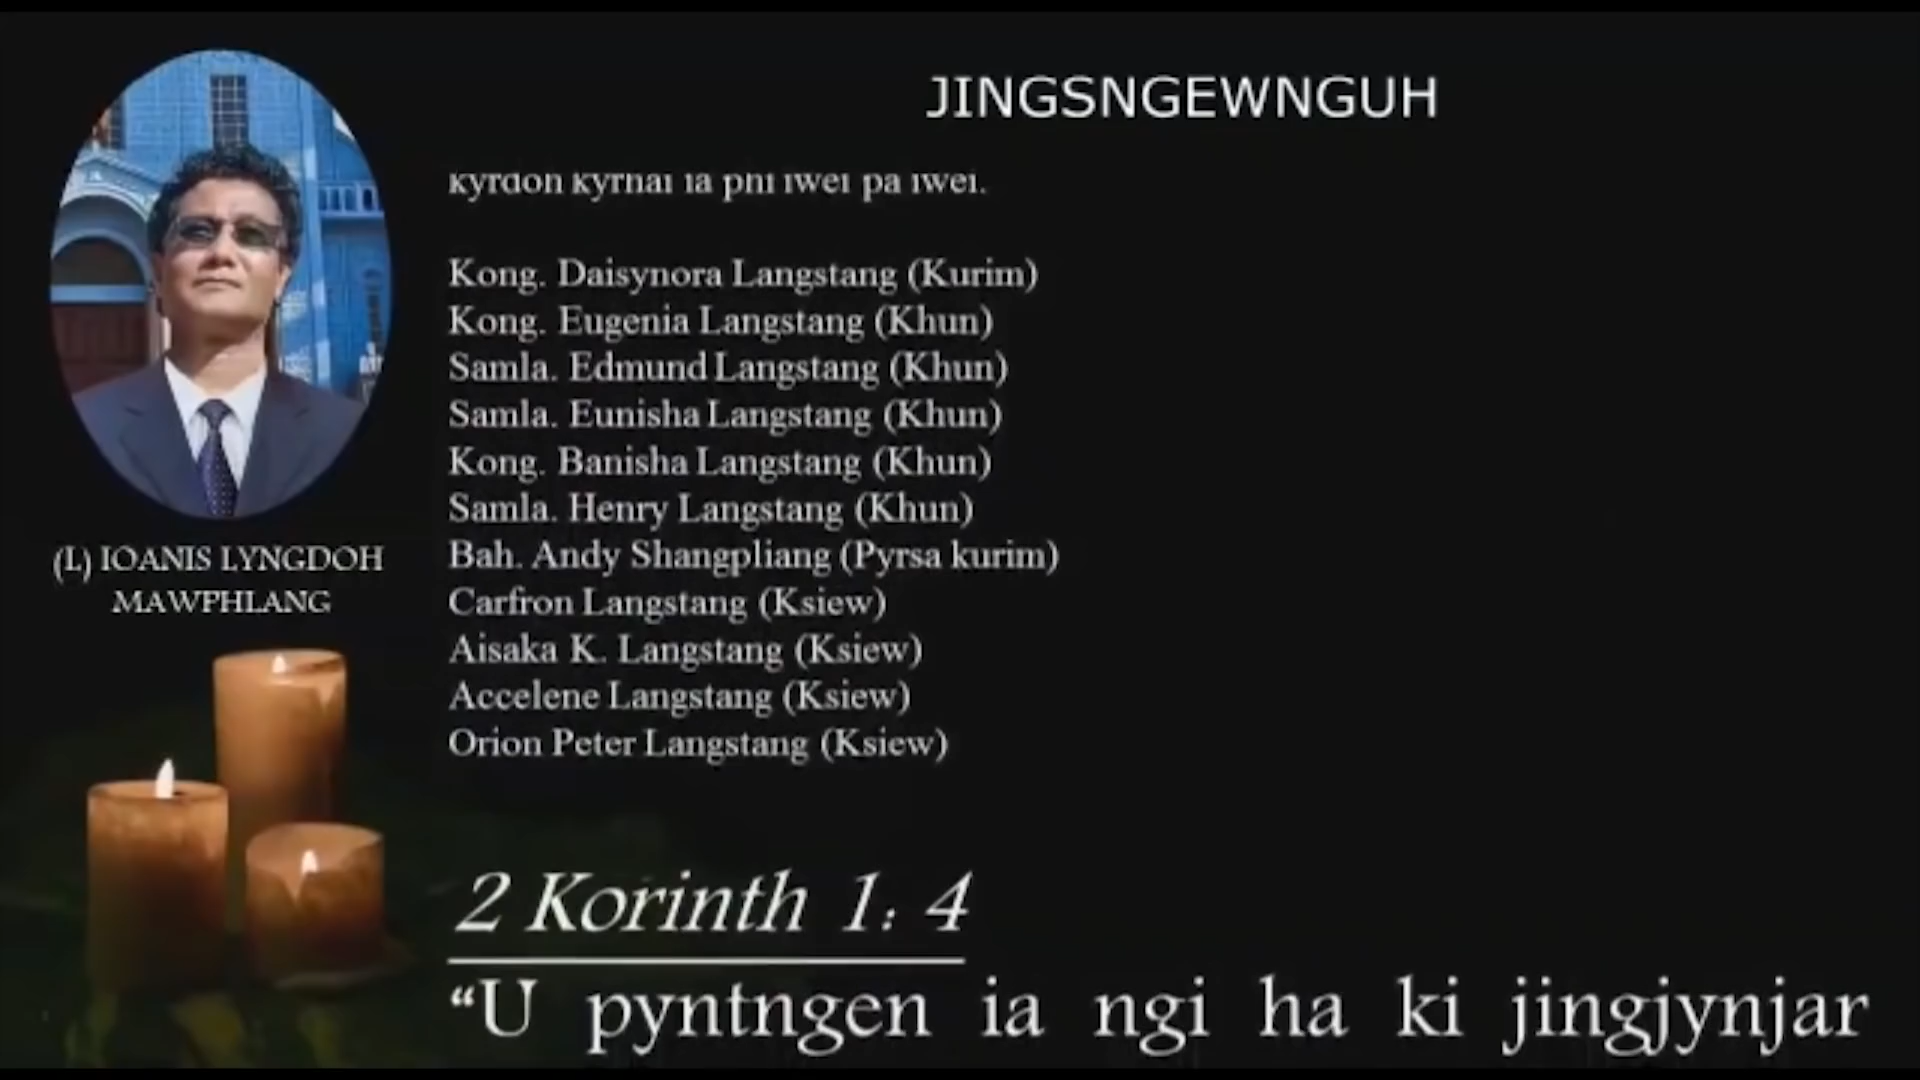 JINGSNGEWNGUH
kyrdon kyrhai ia phi iwei pa iwei.
Kong. Daisynora Langstang (Kurim)
Kong. Eugenia Langstang (Khun)
Samla. Edmund Langstang (Khun)
Samla. Eunisha Langstang (Khun)
Kong. Banisha Langstang (Khun)
Samla. Henry Langstang (Khun)
Bah. Andy Shangpliang (Pyrsa kurim)
Carfron Langstang (Ksiew)
Aisaka K. Langstang (Ksiew)
Accelene Langstang (Ksiew)
Orion Peter Langstang (Ksiew)
(L) IOANIS LYNGDOH
MAWPHLANG
2 Korinth 1: 4
“U pyntngen ia ngi ha ki jingjynjar